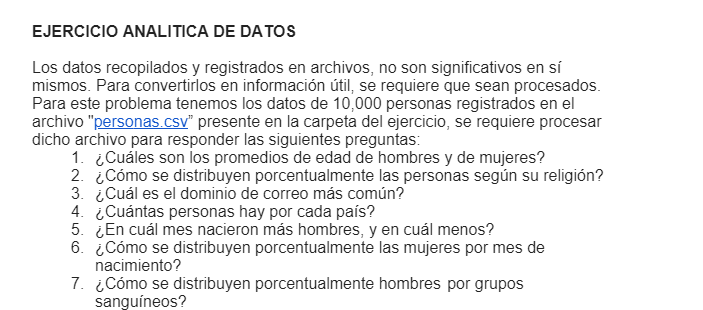 EJERCICIO ANALITICA DE DATOS
Los datos recopilados y registrados en archivos, no son significativos en sí
mismos. Para convertirlos en información útil, se requiere que sean procesados.
Para este problema tenemos los datos de 10,000 personas registrados en el
archivo "personas.csv” presente en la carpeta del ejercicio, se requiere procesar
dicho archivo para responder las siguientes preguntas:
1. ¿Cuáles son los promedios de edad de hombres y de mujeres?
2. ¿Cómo se distribuyen porcentualmente las personas según su religión?
3. ¿Cuál es el dominio de correo más común?
4. ¿Cuántas personas hay por cada país?
5. ¿En cuál mes nacieron más hombres, y en cuál menos?
6. ¿Cómo se distribuyen porcentualmente las mujeres por mes de
nacimiento?
7. ¿Cómo se distribuyen porcentualmente hombres por grupos
sanguíneos?